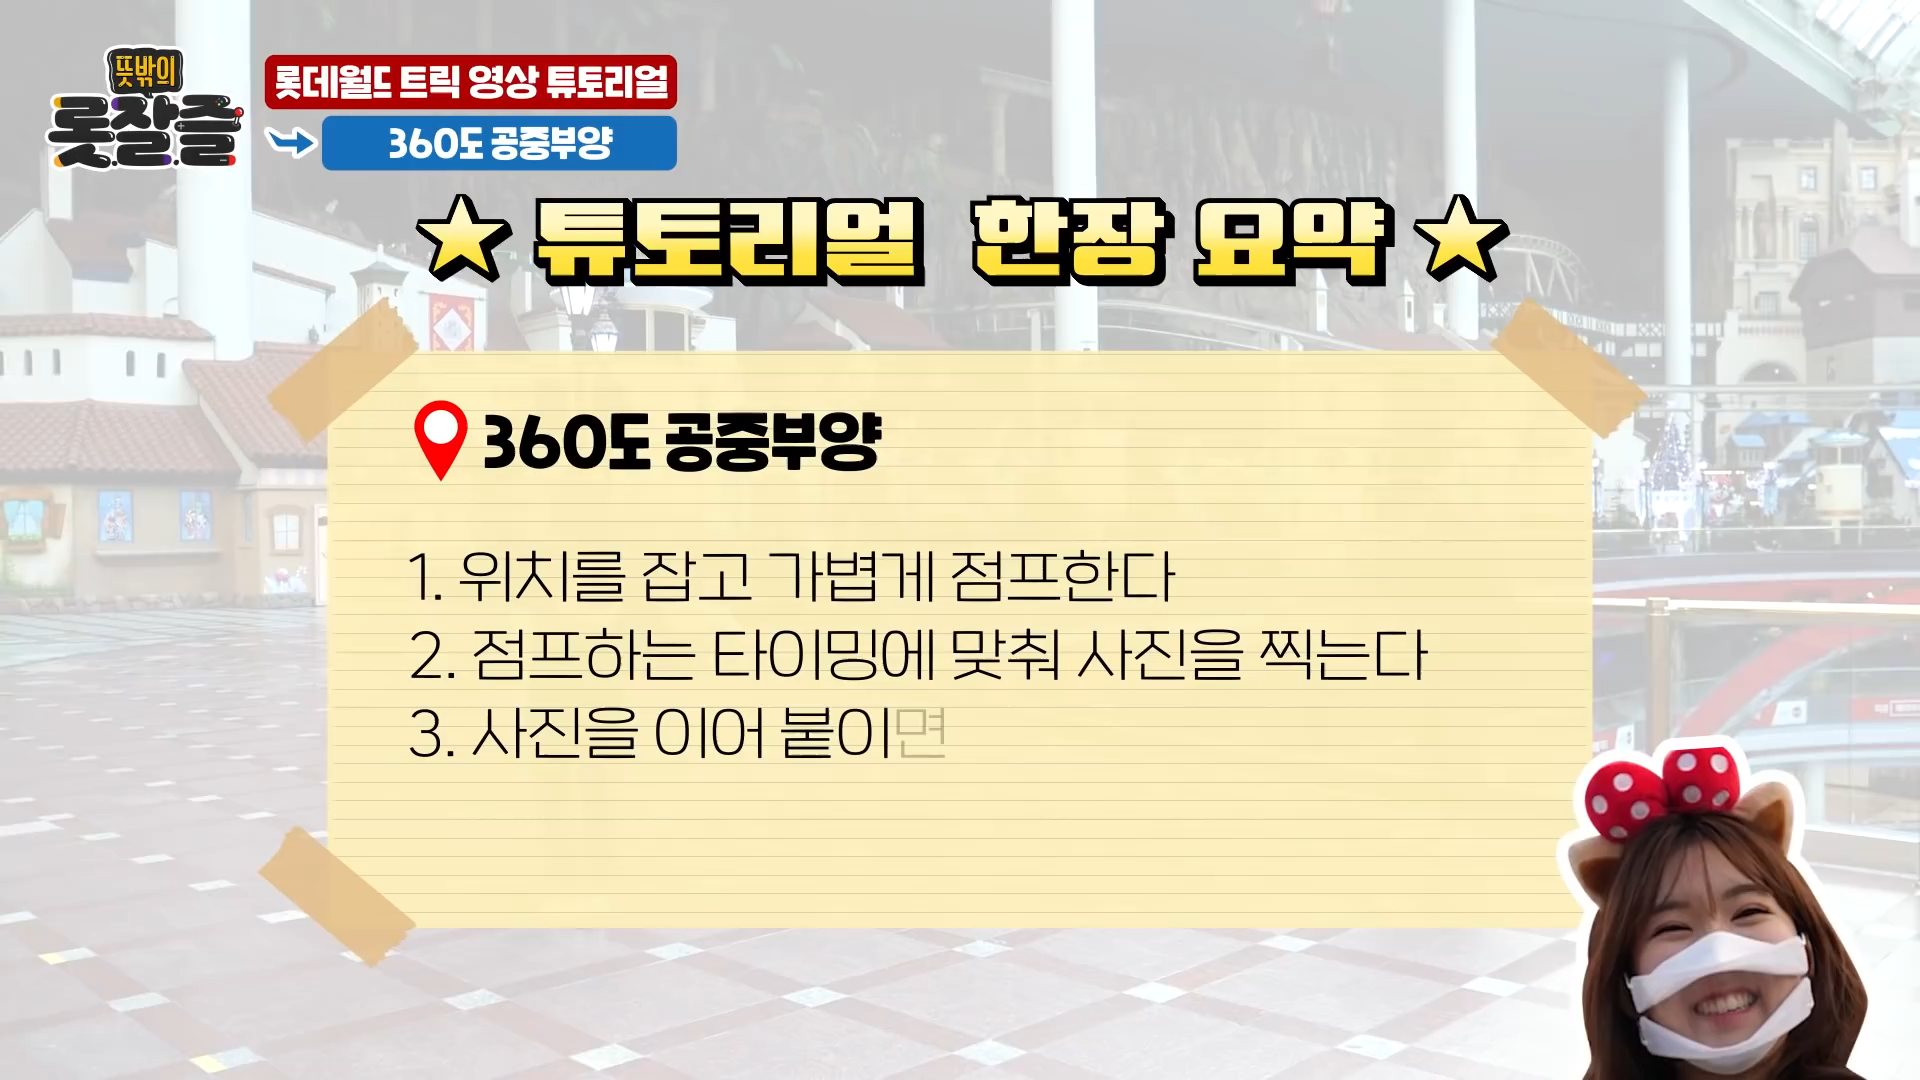 뜻밖의
롯.잘.즐
롯데월드 트릭 영상 튜토리얼
360도 공중부양
튜토리얼 한장 요약
360도 공중부양
1. 위치를 잡고 가볍게 점프한다
2. 점프하는 타이밍에 맞춰 사진을 찍는다
3. 사진을 이어 붙이면